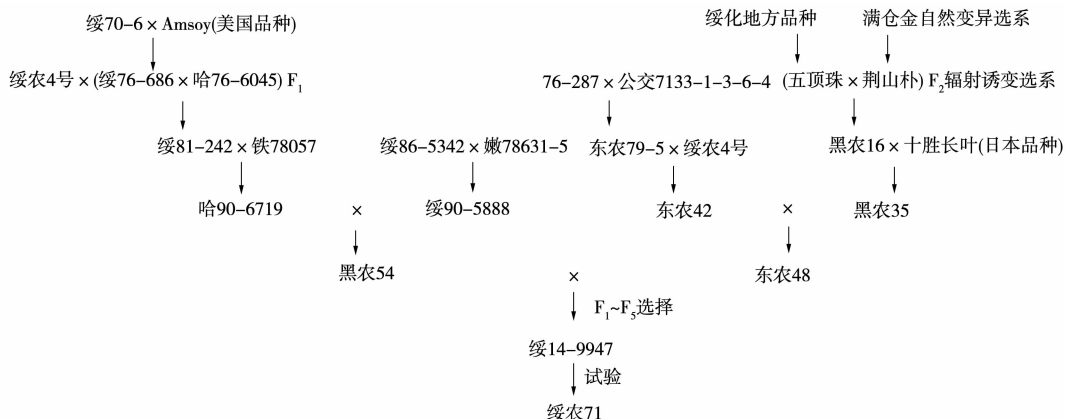 绥70-6×Amsoy(美国品种) 绥化地方品种 满仓金自然变异选系
绥农4号×(绥76-686×哈76-6045) F₁ 76-287×公交7133-1-3-6-4 (五顶珠×荆山朴) F₂辐射诱变选系
绥81-242×铁78057 绥86-5342×嫩78631-5 东农79-5×绥农4号 黑农16×十胜长叶(日本品种)
哈90-6719 × 绥90-5888 东农42 × 黑农35
黑农54 × 东农48
F₁~F₅选择
绥14-9947
试验
绥农71